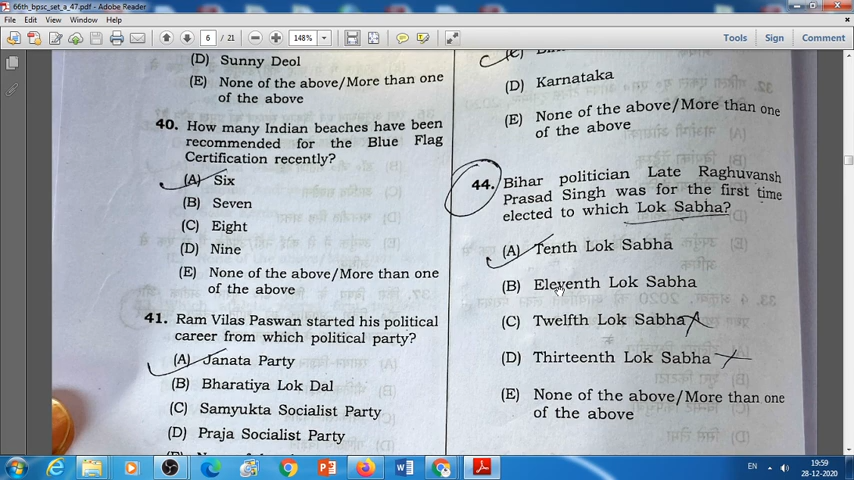 66th_bpsc_set_a_47.pdf - Adobe Reader
File Edit View Window Help
6 / 21 148% Tools Sign Comment
(D) Sunny Deol
(E) None of the above/More than one
of the above
40. How many Indian beaches have been
recommended for the Blue Flag
Certification recently?
(A) Six
(B) Seven
(C) Eight
(D) Nine
(E) None of the above/More than one
of the above
41. Ram Vilas Paswan started his political
career from which political party?
(A) Janata Party
(B) Bharatiya Lok Dal
(C) Samyukta Socialist Party
(D) Praja Socialist Party
(D) Karnataka
(E) None of the above/More than one
of the above
44. Bihar politician Late Raghuvansh
Prasad Singh was for the first time
elected to which Lok Sabha?
(A) Tenth Lok Sabha
(B) Eleventh Lok Sabha
(C) Twelfth Lok Sabha
(D) Thirteenth Lok Sabha
(E) None of the above/More than one
of the above
EN
19:59
28-12-2020